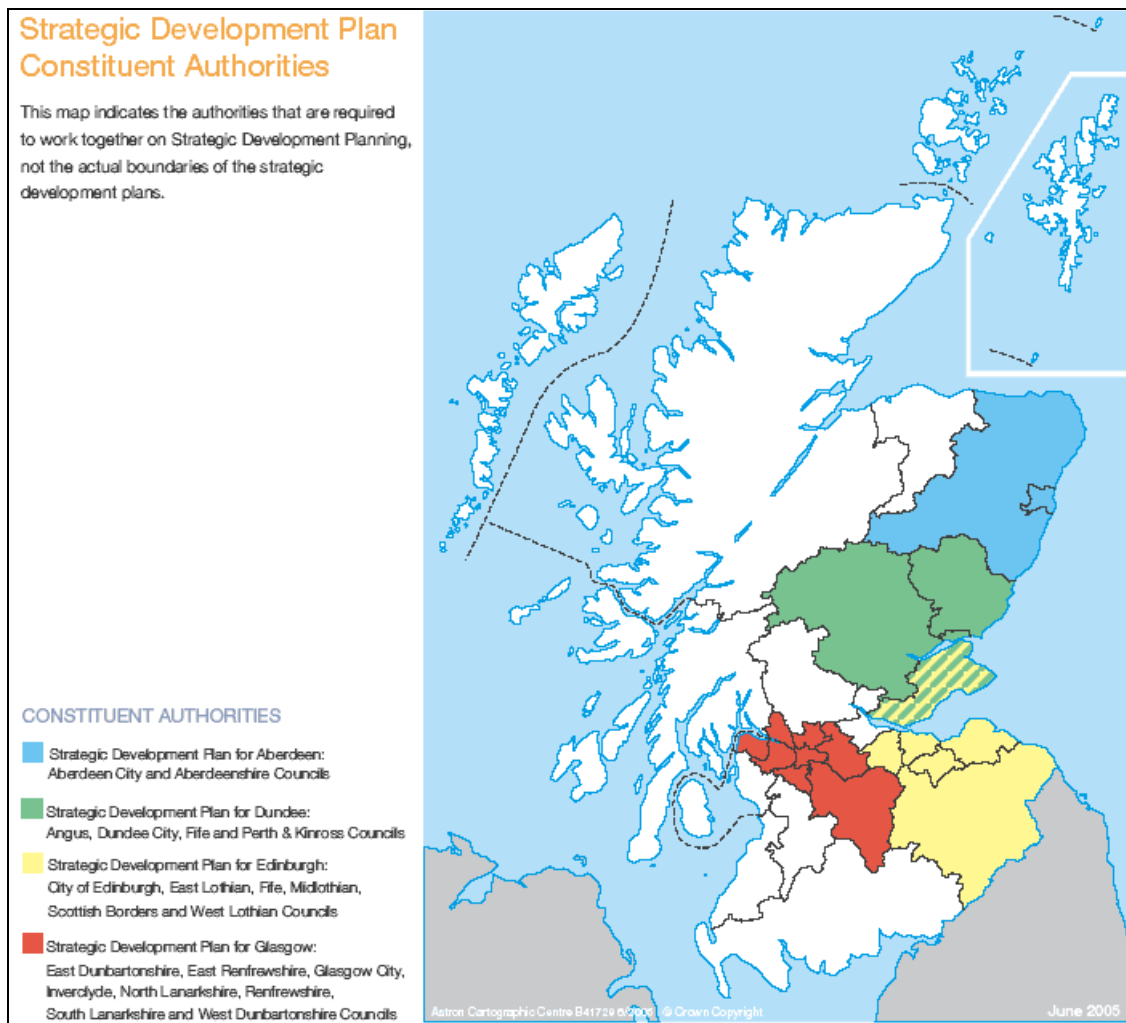 Strategic Development Plan
Constituent Authorities
This map indicates the authorities that are required
to work together on Strategic Development Planning,
not the actual boundaries of the strategic
development plans.
CONSTITUENT AUTHORITIES
Strategic Development Plan for Aberdeen:
Aberdeen City and Aberdeenshire Councils
Strategic Development Plan for Dundee:
Angus, Dundee City, Fife and Perth & Kinross Councils
Strategic Development Plan for Edinburgh:
City of Edinburgh, East Lothian, Fife, Midlothian,
Scottish Borders and West Lothian Councils
Strategic Development Plan for Glasgow:
East Dunbartonshire, East Renfrewshire, Glasgow City,
Inverclyde, North Lanarkshire, Renfrewshire,
South Lanarkshire and West Dunbartonshire Councils
Astron Cartographic Centre B41729 6/2005 © Crown Copyright
June 2005